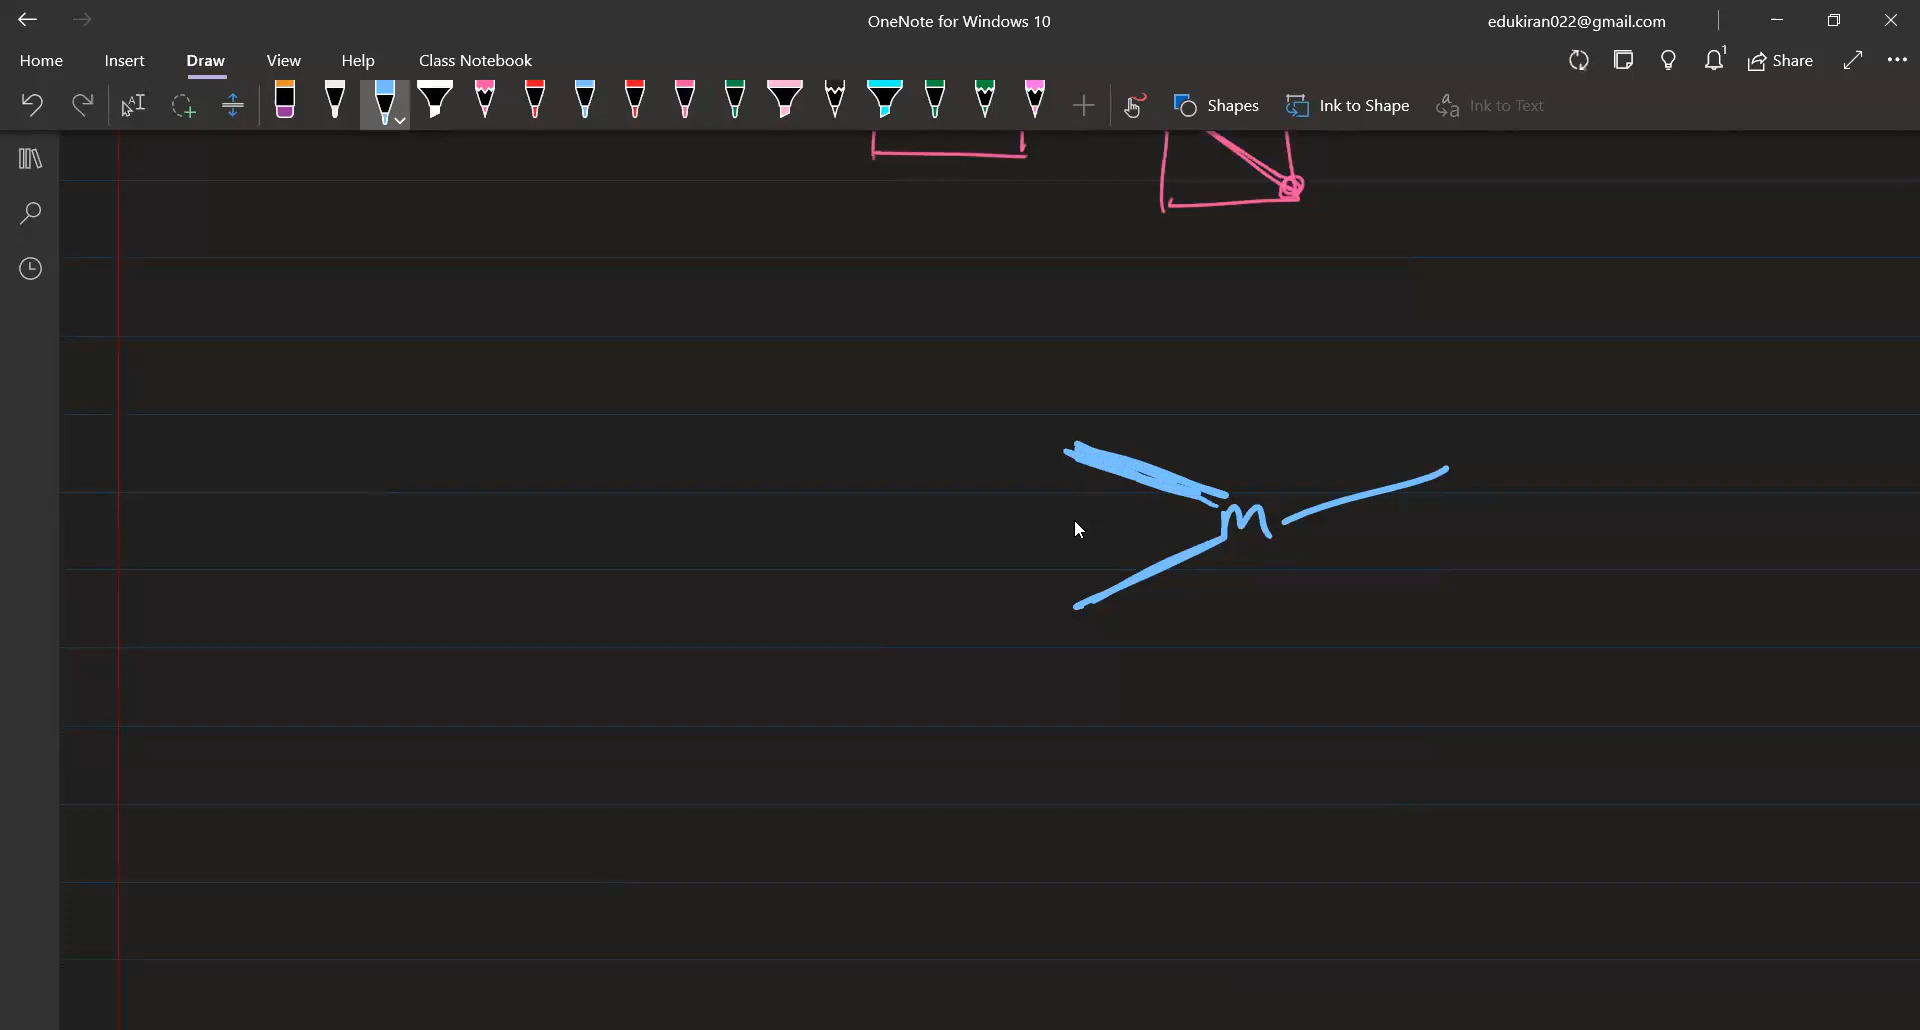 OneNote for Windows 10
edukiran022@gmail.com
Home Insert Draw View Help Class Notebook
1
Share
Shapes
Ink to Shape
Ink to Text
m